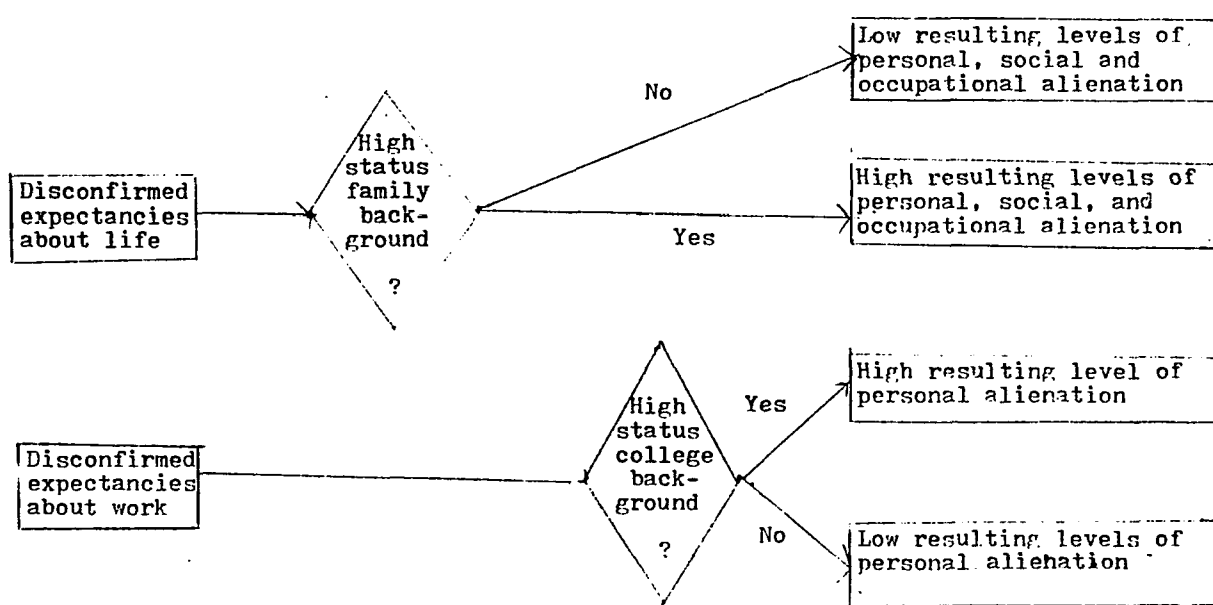 Disconfirmed
expectancies
about life
High
status
family
back-
ground
?
No
Yes
Low resulting levels of
personal, social and
occupational alienation
High resulting levels of
personal, social, and
occupational alienation
Disconfirmed
expectancies
about work
High
status
college
back-
ground
?
Yes
No
High resulting level of
personal alienation
Low resulting levels of
personal alienation